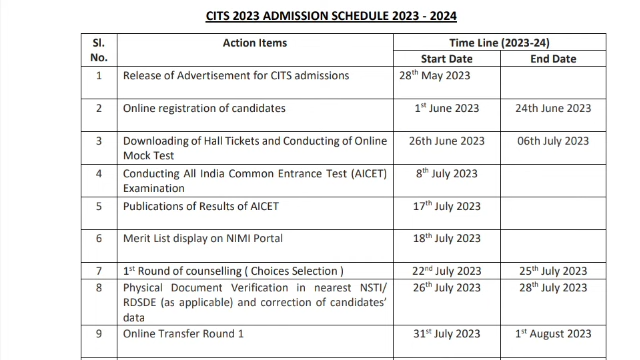 CITS 2023 ADMISSION SCHEDULE 2023 - 2024
Sl. No. Action Items Time Line (2023-24)
Start Date End Date
1 Release of Advertisement for CITS admissions 28th May 2023
2 Online registration of candidates 1st June 2023 24th June 2023
3 Downloading of Hall Tickets and Conducting of Online 26th June 2023 06th July 2023
Mock Test
4 Conducting All India Common Entrance Test (AICET) 8th July 2023
Examination
5 Publications of Results of AICET 17th July 2023
6 Merit List display on NIMI Portal 18th July 2023
7 1st Round of counselling ( Choices Selection ) 22nd July 2023 25th July 2023
8 Physical Document Verification in nearest NSTI/ 26th July 2023 28th July 2023
RDSDE (as applicable) and correction of candidates'
data
9 Online Transfer Round 1 31st July 2023 1st August 2023